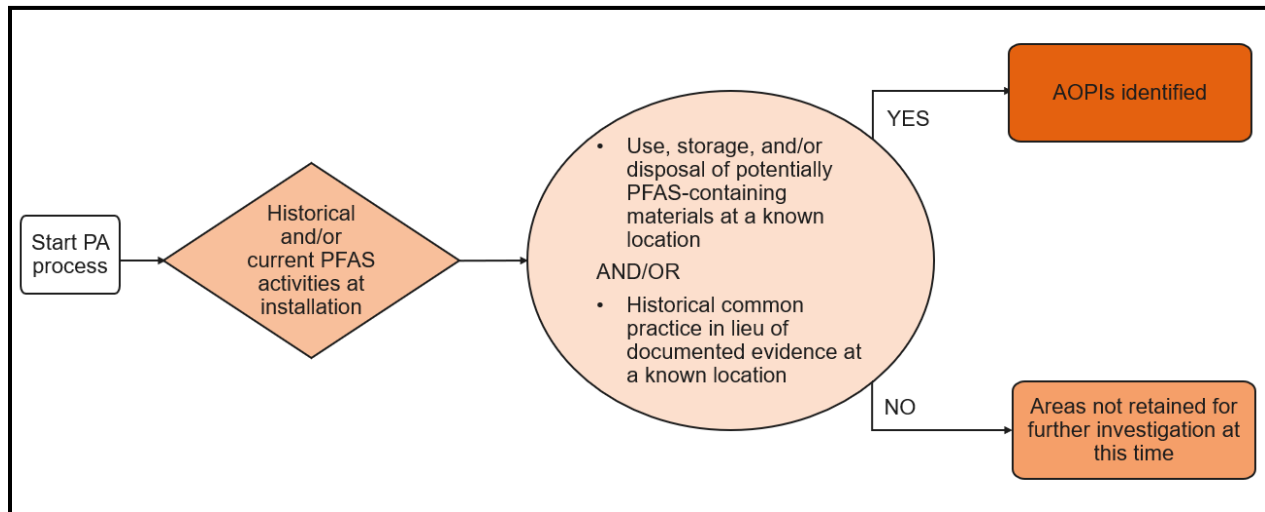 Start PA
process
Historical
and/or
current PFAS
activities at
installation
• Use, storage, and/or
disposal of potentially
PFAS-containing
materials at a known
location
AND/OR
• Historical common
practice in lieu of
documented evidence at
a known location
YES
AOPIs identified
NO
Areas not retained for
further investigation at
this time